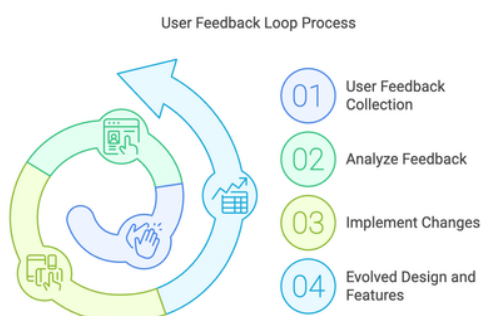 User Feedback Loop Process
01
User Feedback
Collection
02
Analyze Feedback
03
Implement Changes
04
Evolved Design and
Features